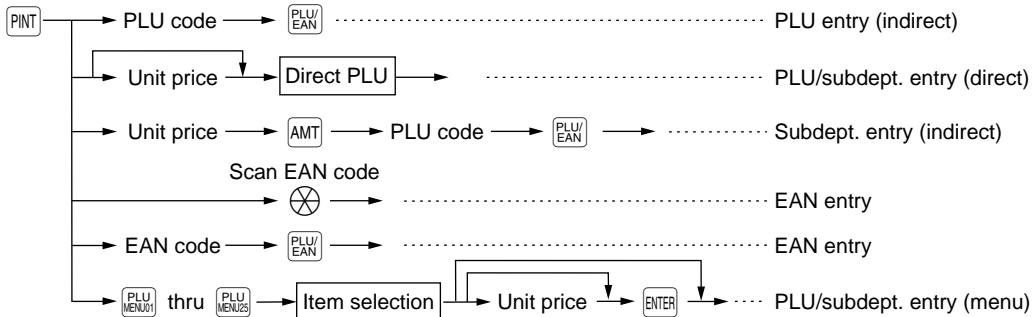 PINT PLU code PLU/EAN PLU entry (indirect)
Unit price Direct PLU PLU/subdept. entry (direct)
Unit price AMT PLU code PLU/EAN Subdept. entry (indirect)
Scan EAN code
EAN entry
EAN code PLU/EAN EAN entry
PLU MENU01 thru PLU MENU25 Item selection Unit price ENTER PLU/subdept. entry (menu)